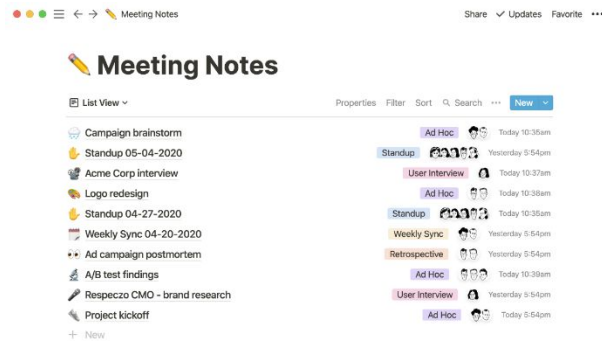 Meeting Notes
Share Updates Favorite
Meeting Notes
List View
Properties Filter Sort Search New
Campaign brainstorm Ad Hoc Today 10:35am
Standup 05-04-2020 Standup Yesterday 5:54pm
Acme Corp interview User Interview Today 10:37am
Logo redesign Ad Hoc Today 10:38am
Standup 04-27-2020 Standup Today 10:35am
Weekly Sync 04-20-2020 Weekly Sync Yesterday 5:54pm
Ad campaign postmortem Retrospective Yesterday 5:54pm
A/B test findings Ad Hoc Today 10:39am
Respeczo CMO - brand research User Interview Yesterday 5:54pm
Project kickoff Ad Hoc Today 5:54pm
+ New